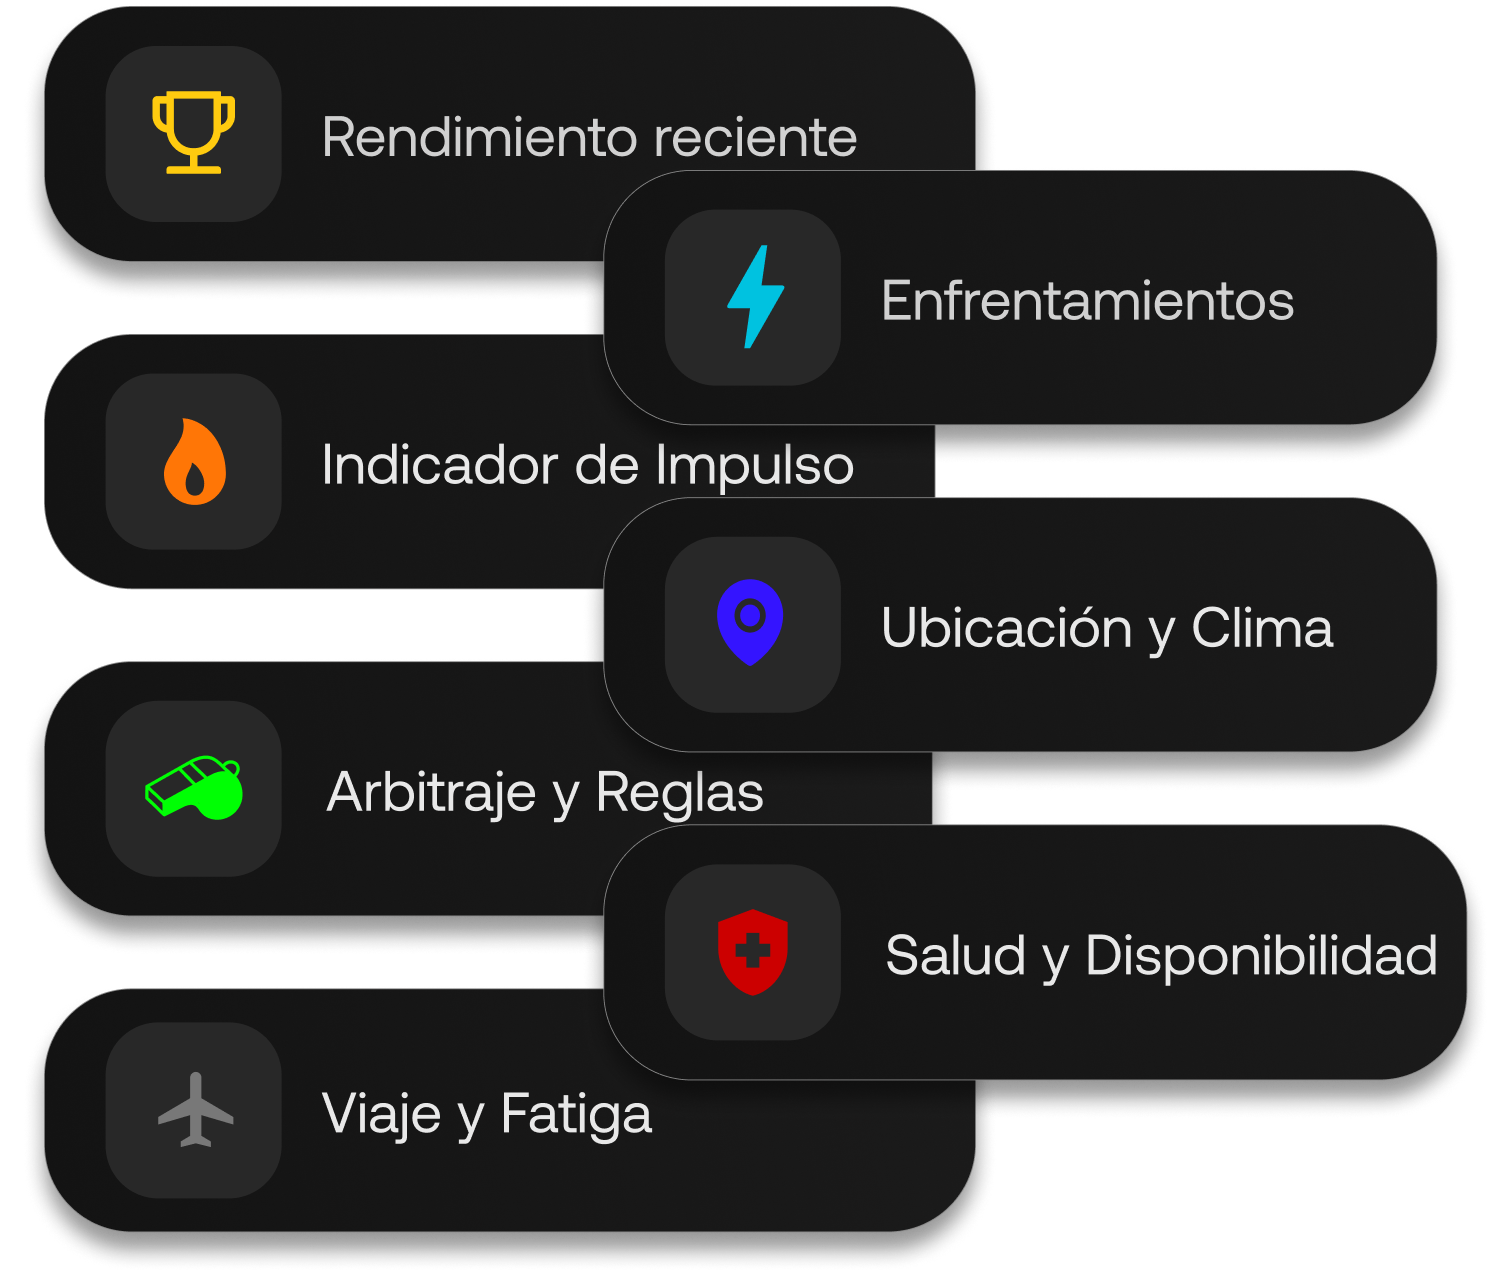 Rendimiento reciente
Enfrentamientos
Indicador de Impulso
Ubicación y Clima
Arbitraje y Reglas
Salud y Disponibilidad
Viaje y Fatiga